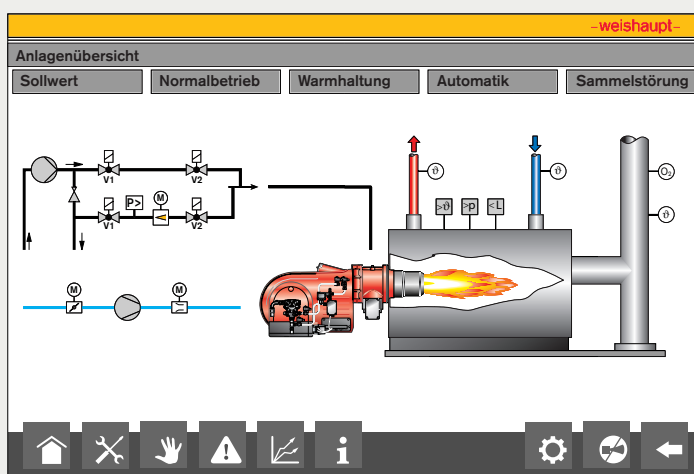 -weishaupt-
Anlagenübersicht
Sollwert Normalbetrieb Warmhaltung Automatik Sammelstörung
V1 V2
P> M
V1 V2
M M
ϑ ϑ O₂
>ϑ >p <L
ϑ